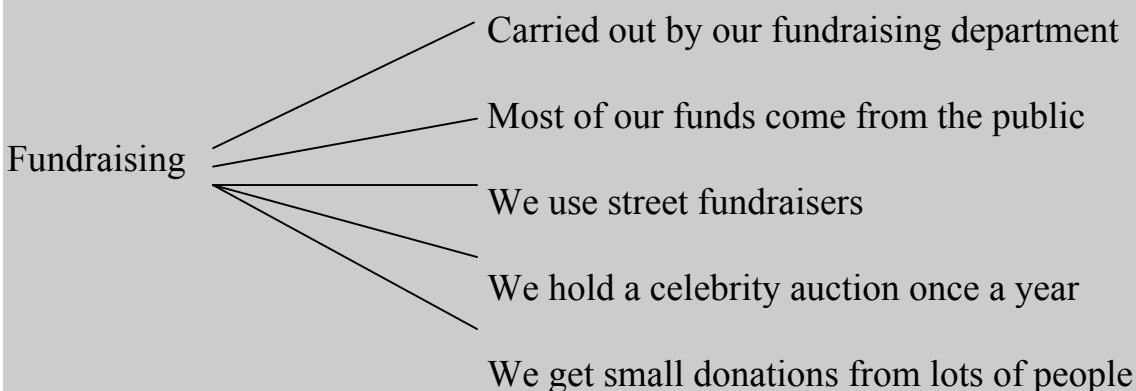 Carried out by our fundraising department
Most of our funds come from the public
Fundraising
We use street fundraisers
We hold a celebrity auction once a year
We get small donations from lots of people